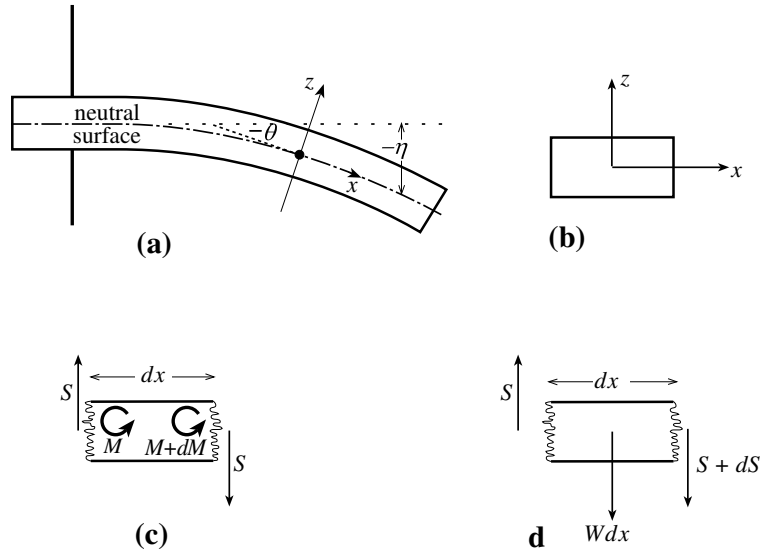 z
neutral
surface
−θ
−η
x
(a)
z
x
(b)
dx
S
M
M+dM
S
(c)
dx
S
S + dS
Wdx
d